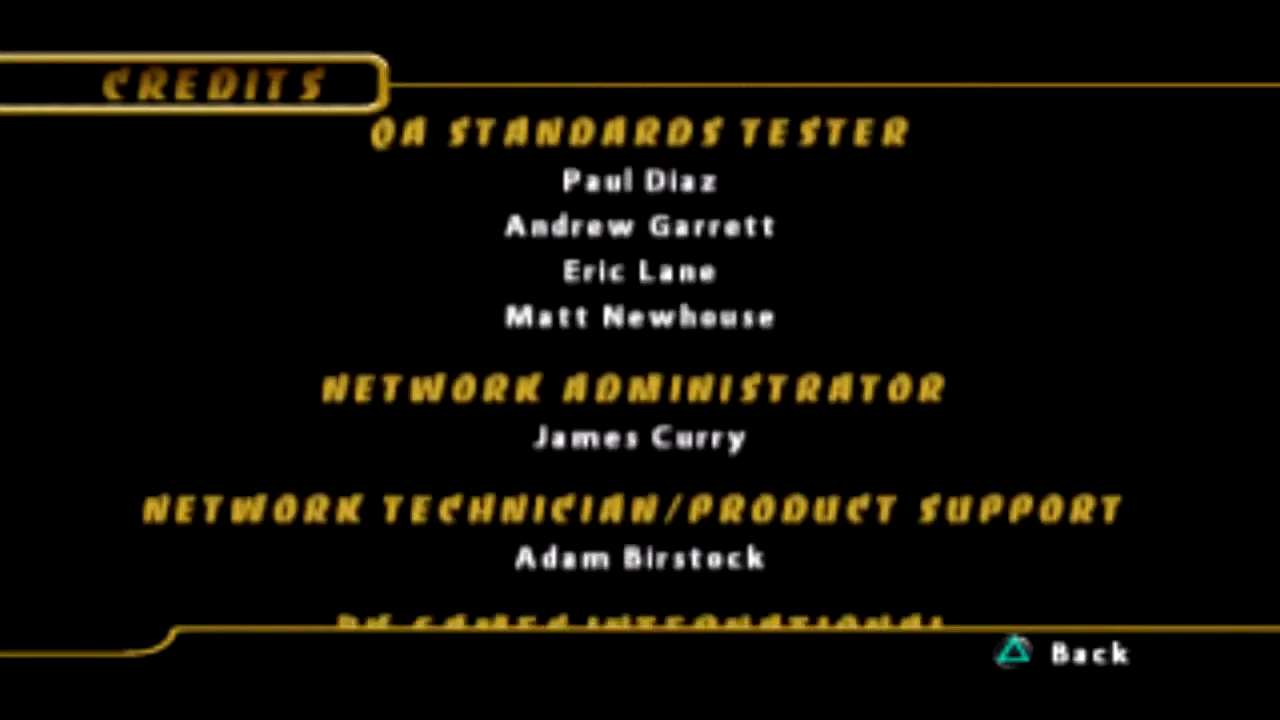 CREDITS
QA STANDARDS TESTER
Paul Diaz
Andrew Garrett
Eric Lane
Matt Newhouse
NETWORK ADMINISTRATOR
James Curry
NETWORK TECHNICIAN/PRODUCT SUPPORT
Adam Birstock
INTERNATIONAL
Back